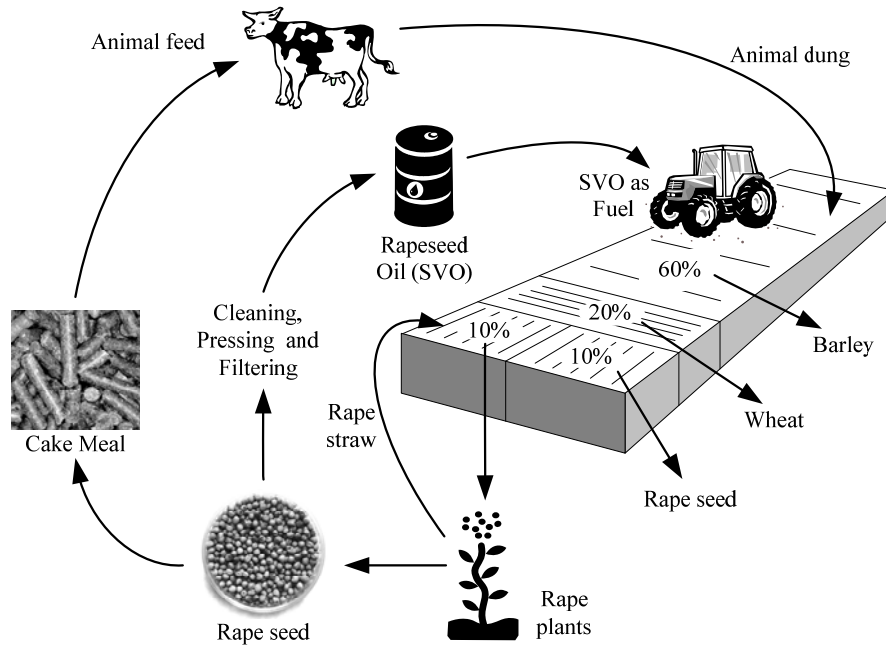 Animal feed
Animal dung
SVO as
Fuel
Rapeseed
Oil (SVO)
60%
Cleaning,
Pressing and
Filtering
20%
10%
10%
Barley
Wheat
Rape
straw
Cake Meal
Rape seed
Rape
plants
Rape seed